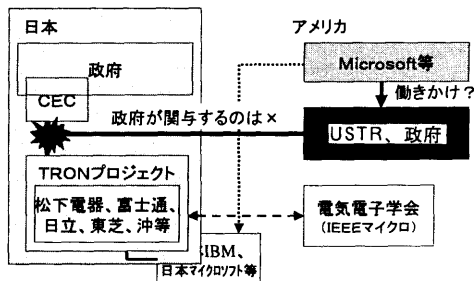 日本
政府
CEC
TRONプロジェクト
松下電器、富士通、
日立、東芝、沖等
IBM、
日本マイクロソフト等
政府が関与するのは×
アメリカ
Microsoft等
働きかけ？
USTR、政府
電気電子学会
(IEEEマイクロ)